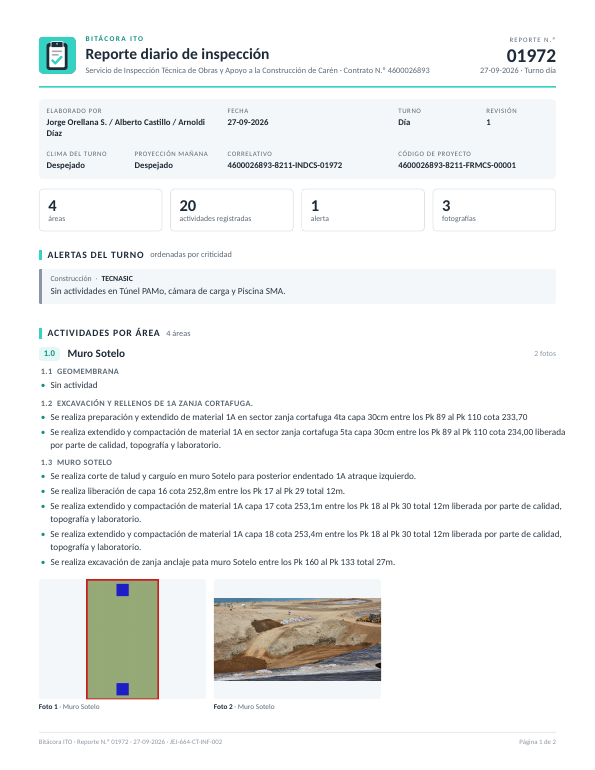 BITÁCORA ITO
Reporte diario de inspección
Servicio de Inspección Técnica de Obras y Apoyo a la Construcción de Carén · Contrato N.° 4600026893
REPORTE N.°
01972
27-09-2026 · Turno día
ELABORADO POR
Jorge Orellana S. / Alberto Castillo / Arnoldi
Díaz
FECHA
27-09-2026
TURNO
Día
REVISIÓN
1
CLIMA DEL TURNO
Despejado
PROYECCIÓN MAÑANA
Despejado
CORRELATIVO
4600026893-8211-INDCS-01972
CÓDIGO DE PROYECTO
4600026893-8211-FRMCS-00001
4
áreas
20
actividades registradas
1
alerta
3
fotografías
ALERTAS DEL TURNO ordenadas por criticidad
Construcción · TECNASIC
Sin actividades en Túnel PAMo, cámara de carga y Piscina SMA.
ACTIVIDADES POR ÁREA 4 áreas
1.0 Muro Sotelo
2 fotos
1.1 GEOMEMBRANA
• Sin actividad
1.2 EXCAVACIÓN Y RELLENOS DE 1A ZANJA CORTAFUGA.
• Se realiza preparación y extendido de material 1A en sector zanja cortafuga 4ta capa 30cm entre los Pk 89 al Pk 110 cota 233,70
• Se realiza extendido y compactación de material 1A en sector zanja cortafuga 5ta capa 30cm entre los Pk 89 al Pk 110 cota 234,00 liberada
por parte de calidad, topografía y laboratorio.
1.3 MURO SOTELO
• Se realiza corte de talud y carguío en muro Sotelo para posterior endentado 1A atraque izquierdo.
• Se realiza liberación de capa 16 cota 252,8m entre los Pk 17 al Pk 29 total 12m.
• Se realiza extendido y compactación de material 1A capa 17 cota 253,1m entre los Pk 18 al Pk 30 total 12m liberada por parte de calidad,
topografía y laboratorio.
• Se realiza extendido y compactación de material 1A capa 18 cota 253,4m entre los Pk 18 al Pk 30 total 12m liberada por parte de calidad,
topografía y laboratorio.
• Se realiza excavación de zanja anclaje pata muro Sotelo entre los Pk 160 al Pk 133 total 27m.
Foto 1 · Muro Sotelo
Foto 2 · Muro Sotelo
Bitácora ITO · Reporte N.° 01972 · 27-09-2026 · JEJ-664-CT-INF-002
Página 1 de 2